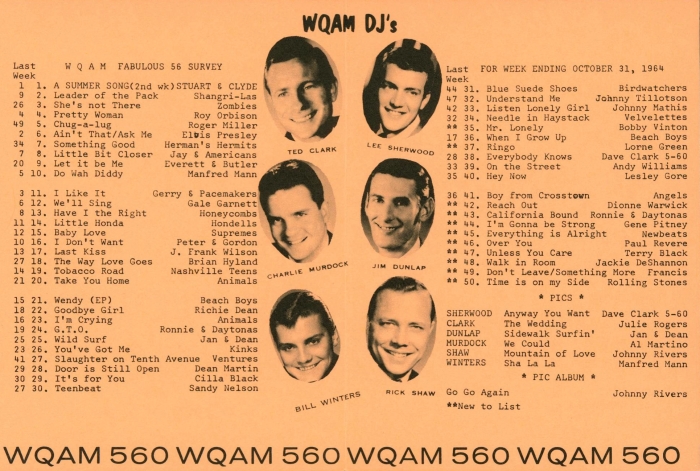 WQAM DJ's
Last Week W Q A M FABULOUS 56 SURVEY
1 1. A SUMMER SONG(2nd wk) STUART & CLYDE
9 2. Leader of the Pack Shangri-Las
26 3. She's not There Zombies
4 4. Pretty Woman Roy Orbison
49 5. Chug-a-lug Roger Miller
2 6. Ain't That/Ask Me Elvis Presley
34 7. Something Good Herman's Hermits
7 8. Little Bit Closer Jay & Americans
20 9. Let it be Me Everett & Butler
5 10. Do Wah Diddy Manfred Mann
3 11. I Like It Gerry & Pacemakers
6 12. We'll Sing Gale Garnett
8 13. Have I the Right Honeycombs
11 14. Little Honda Hondells
12 15. Baby Love Supremes
10 16. I Don't Want Peter & Gordon
13 17. Last Kiss J. Frank Wilson
27 18. The Way Love Goes Brian Hyland
14 19. Tobacco Road Nashville Teens
21 20. Take You Home Animals
15 21. Wendy (EP) Beach Boys
18 22. Goodbye Girl Richie Dean
16 23. I'm Crying Animals
19 24. G.T.O. Ronnie & Daytonas
25 25. Wild Surf Jan & Dean
23 26. You've Got Me Kinks
41 27. Slaughter on Tenth Avenue Ventures
29 28. Door is Still Open Dean Martin
30 29. It's for You Cilla Black
27 30. Teenbeat Sandy Nelson
TED CLARK
LEE SHERWOOD
CHARLIE MURDOCK
JIM DUNLAP
BILL WINTERS
RICK SHAW
Last Week FOR WEEK ENDING OCTOBER 31, 1964
44 31. Blue Suede Shoes Birdwatchers
47 32. Understand Me Johnny Tillotson
42 33. Listen Lonely Girl Johnny Mathis
32 34. Needle in Haystack Velvelettes
** 35. Mr. Lonely Bobby Vinton
17 36. When I Grow Up Beach Boys
** 37. Ringo Lorne Green
28 38. Everybody Knows Dave Clark 5-60
33 39. On the Street Andy Williams
35 40. Hey Now Lesley Gore
36 41. Boy from Crosstown Angels
** 42. Reach Out Dionne Warwick
** 43. California Bound Ronnie & Daytonas
** 44. I'm Gonna be Strong Gene Pitney
** 45. Everything is Alright Newbeats
** 46. Over You Paul Revere
** 47. Unless You Care Terry Black
** 48. Walk in Room Jackie DeShannon
** 49. Don't Leave/Something More Francis
** 50. Time is on my Side Rolling Stones
* PICS *
SHERWOOD Anyway You Want Dave Clark 5-60
CLARK The Wedding Julie Rogers
DUNLAP Sidewalk Surfin' Jan & Dean
MURDOCK We Could Al Martino
SHAW Mountain of Love Johnny Rivers
WINTERS Sha La La Manfred Mann
* PIC ALBUM *
Go Go Again Johnny Rivers
**New to List
WQAM 560 WQAM 560 WQAM 560 WQAM 560